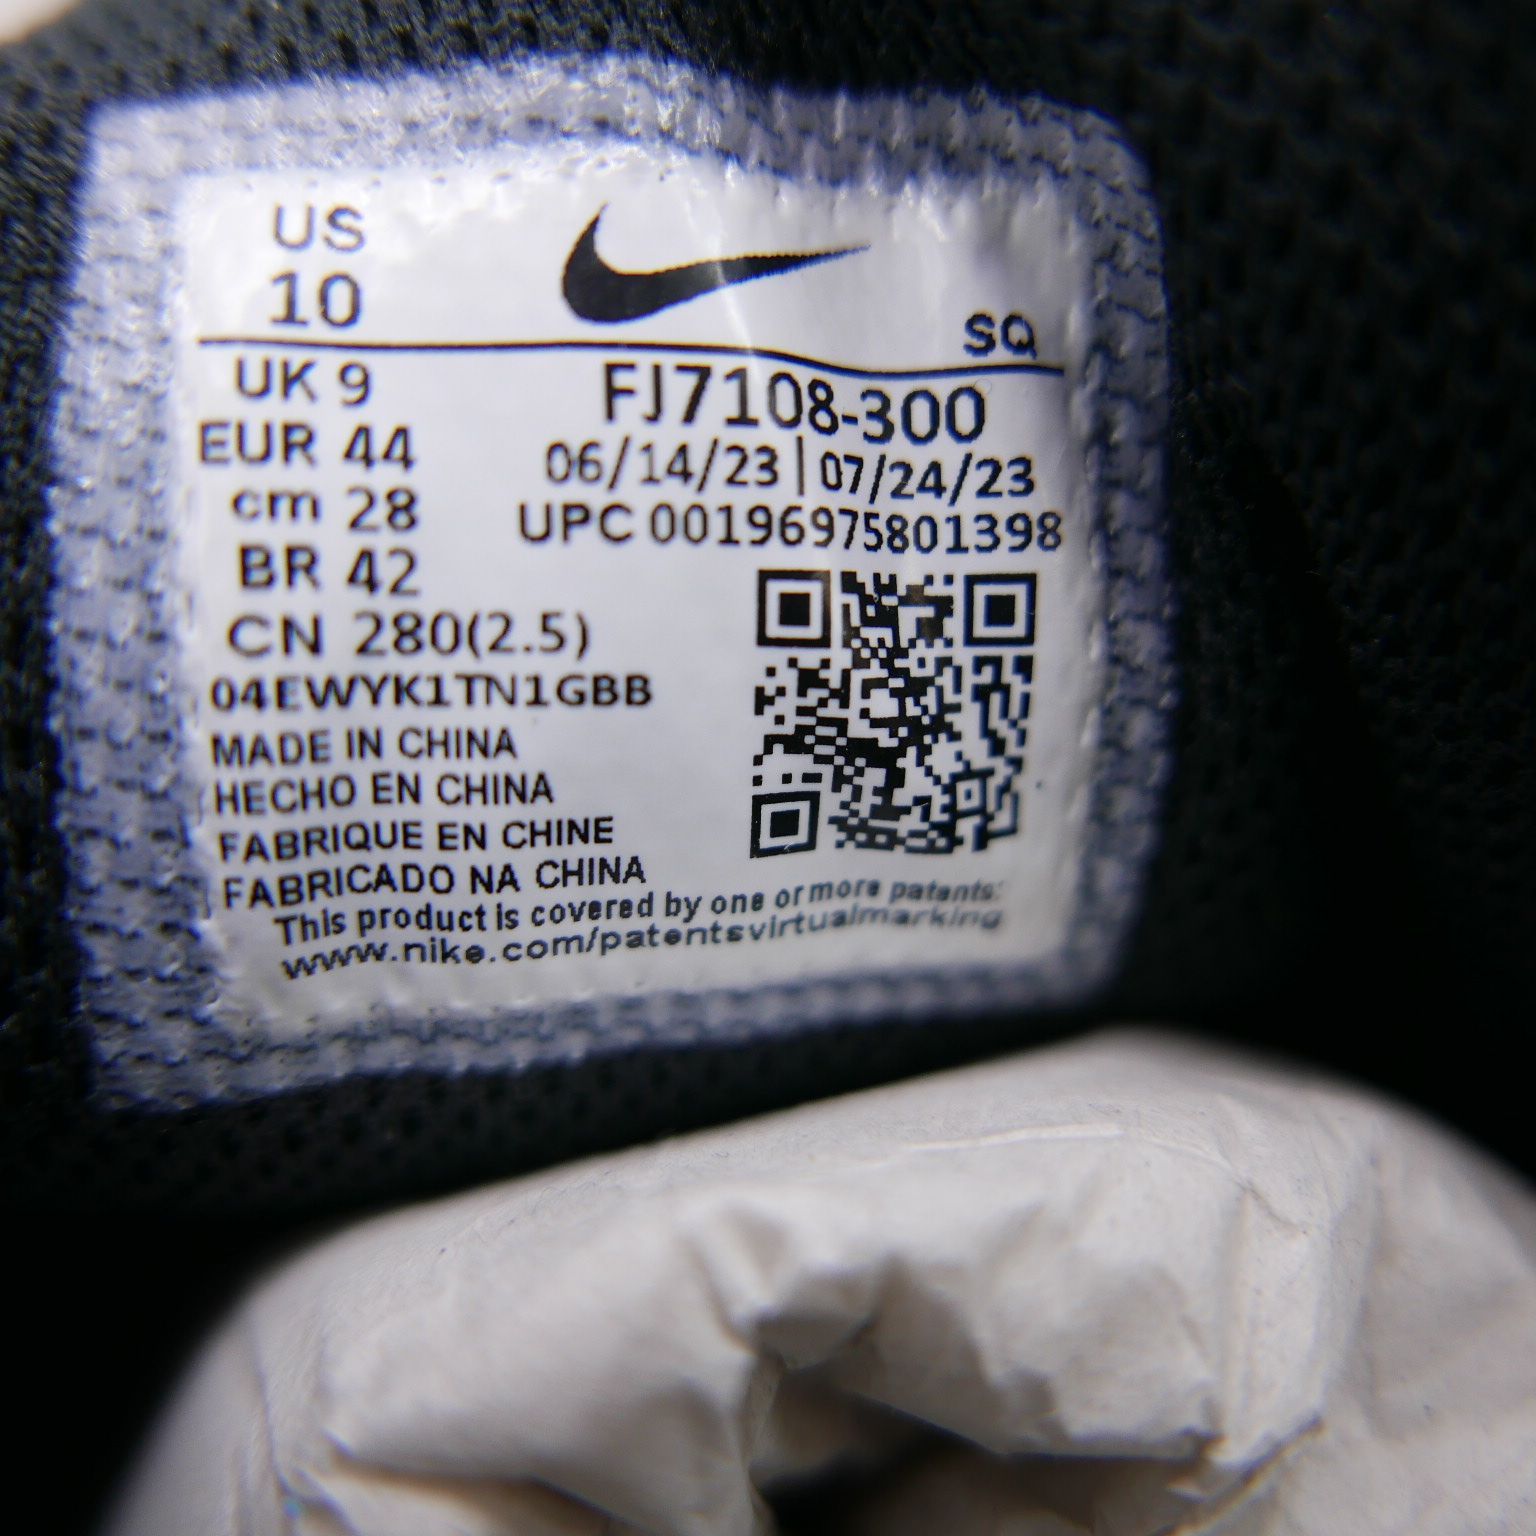 US
10
SQ
UK 9
FJ7108-300
EUR 44
06/14/23 | 07/24/23
cm 28
UPC 00196975801398
BR 42
CN 280(2.5)
04EWYK1TN1GBB
MADE IN CHINA
HECHO EN CHINA
FABRIQUE EN CHINE
FABRICADO NA CHINA
This product is covered by one or more patents:
www.nike.com/patentsvirtualmarking